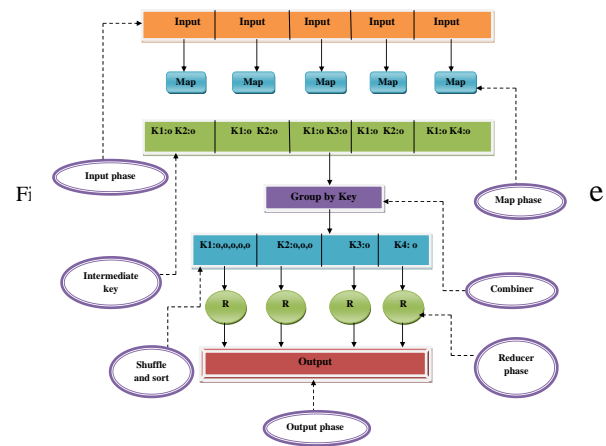 Input Input Input Input Input
Map Map Map Map Map
K1:o K2:o K1:o K2:o K1:o K3:o K1:o K2:o K1:o K4:o
Input phase
Map phase
Fi
e
Group by Key
K1:o,o,o,o,o K2:o,o,o K3:o K4: o
Intermediate
key
Combiner
R R R R
Shuffle
and sort
Output
Reducer
phase
Output phase